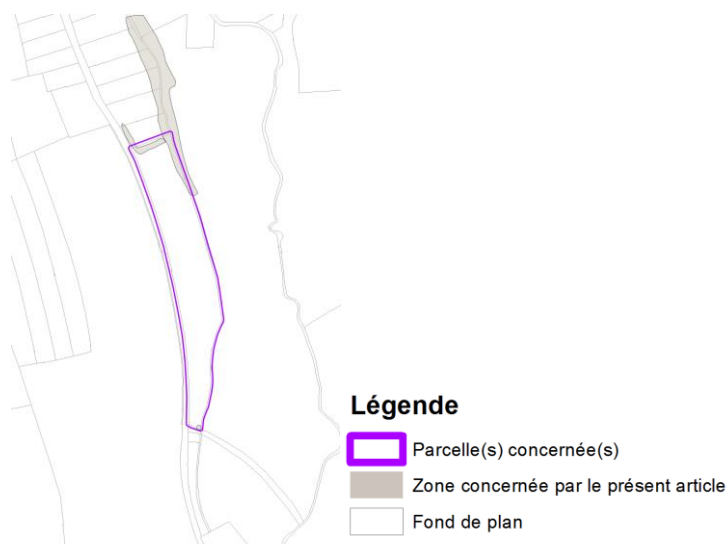 Légende
Parcelle(s) concernée(s)
Zone concernée par le présent article
Fond de plan